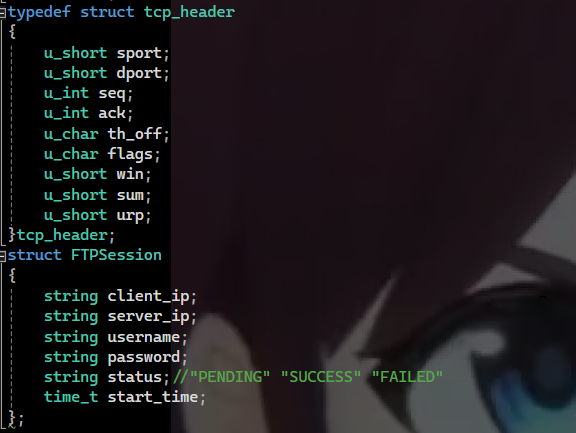 typedef struct tcp_header
{
    u_short sport;
    u_short dport;
    u_int seq;
    u_int ack;
    u_char th_off;
    u_char flags;
    u_short win;
    u_short sum;
    u_short urp;
}tcp_header;
struct FTPSession
{
    string client_ip;
    string server_ip;
    string username;
    string password;
    string status;//"PENDING" "SUCCESS" "FAILED"
    time_t start_time;
};